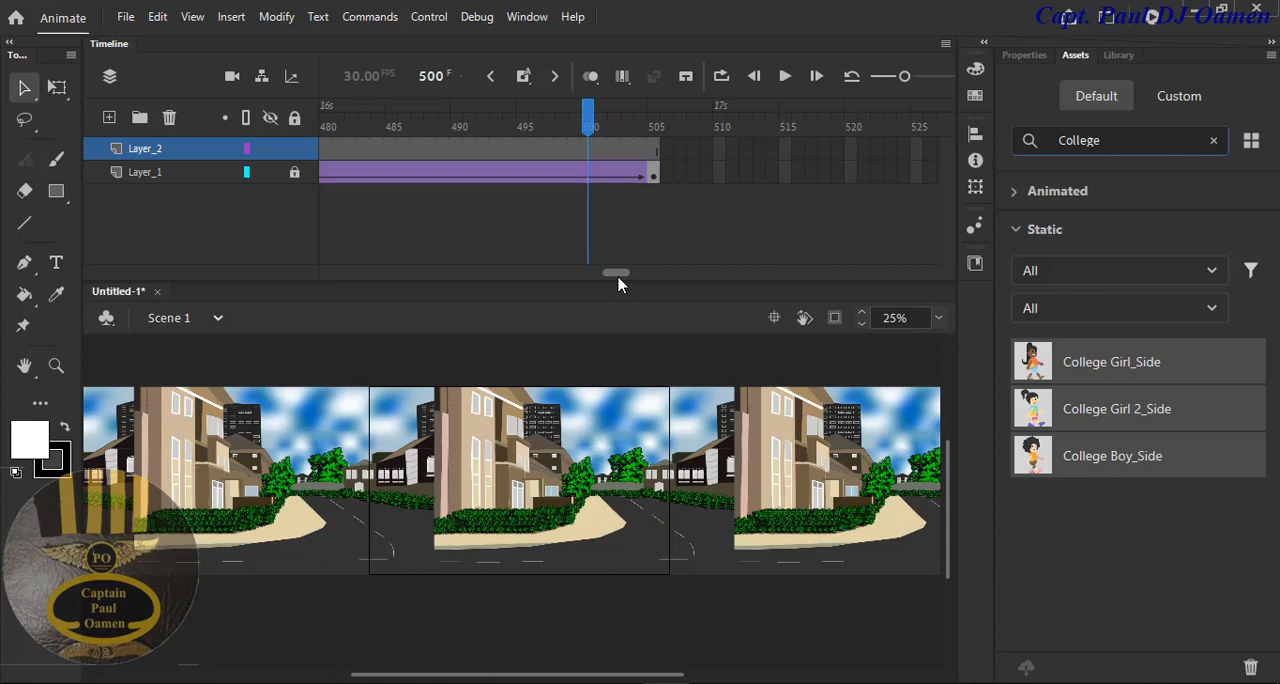 Animate File Edit View Insert Modify Text Commands Control Debug Window Help
Capt. Paul DJ Oamen
To... Timeline Properties Assets Library
30.00 FPS 500 F
Default Custom
16s 17s
480 485 490 495 500 505 510 515 520 525
College
Layer_2
Layer_1
Animated
Static
All
All
Untitled-1* ×
Scene 1 25%
College Girl_Side
College Girl 2_Side
College Boy_Side
PO
Captain
Paul
Oamen